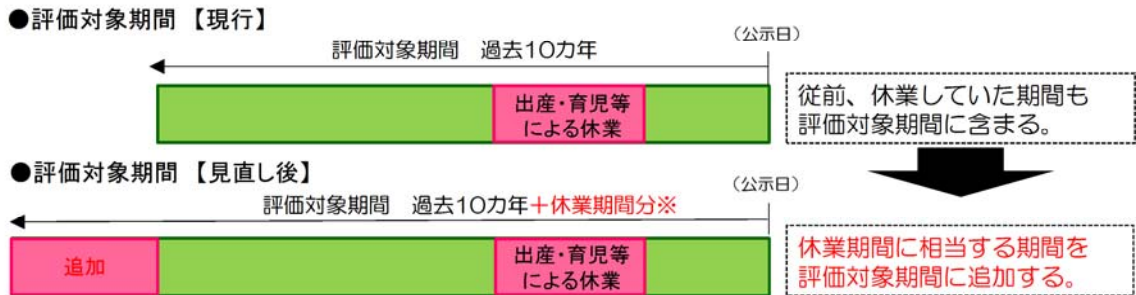 ●評価対象期間 【現行】
（公示日）
評価対象期間　過去10カ年
出産・育児等
による休業
従前、休業していた期間も
評価対象期間に含まる。
●評価対象期間 【見直し後】
（公示日）
評価対象期間　過去10カ年＋休業期間分※
追加
出産・育児等
による休業
休業期間に相当する期間を
評価対象期間に追加する。